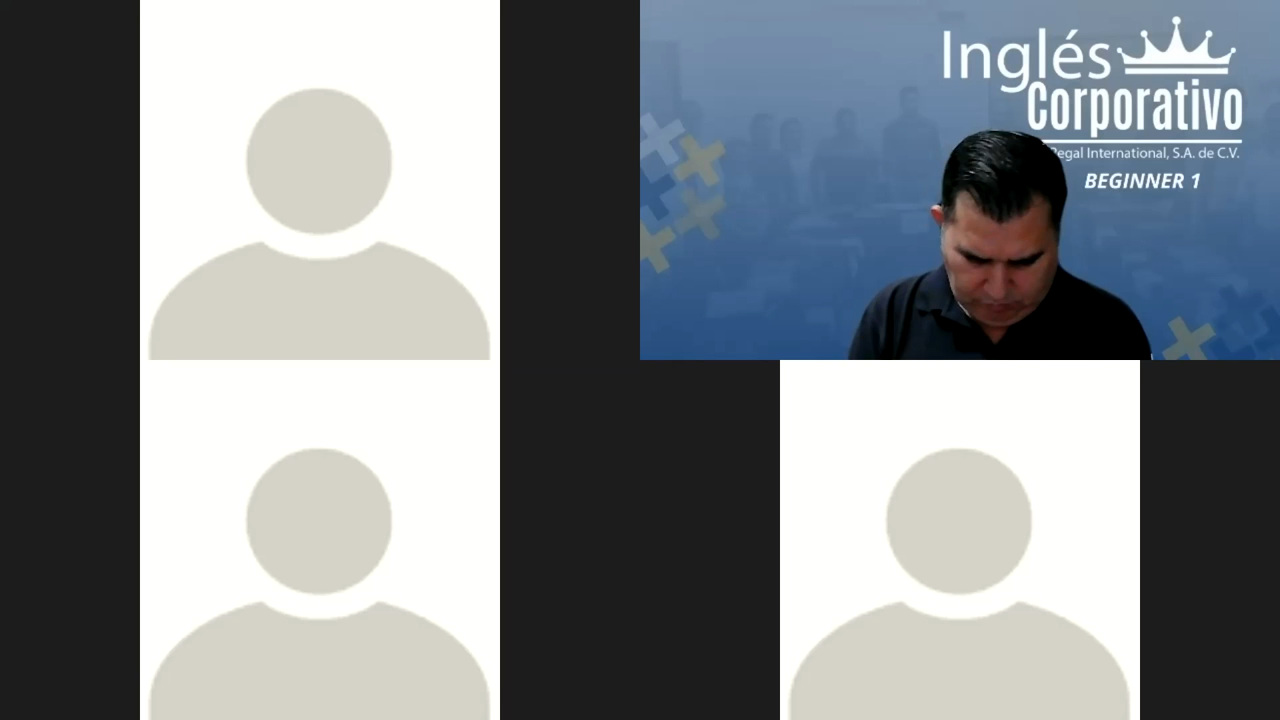 Inglés
Corporativo
Regal International, S.A. de C.V.
BEGINNER 1